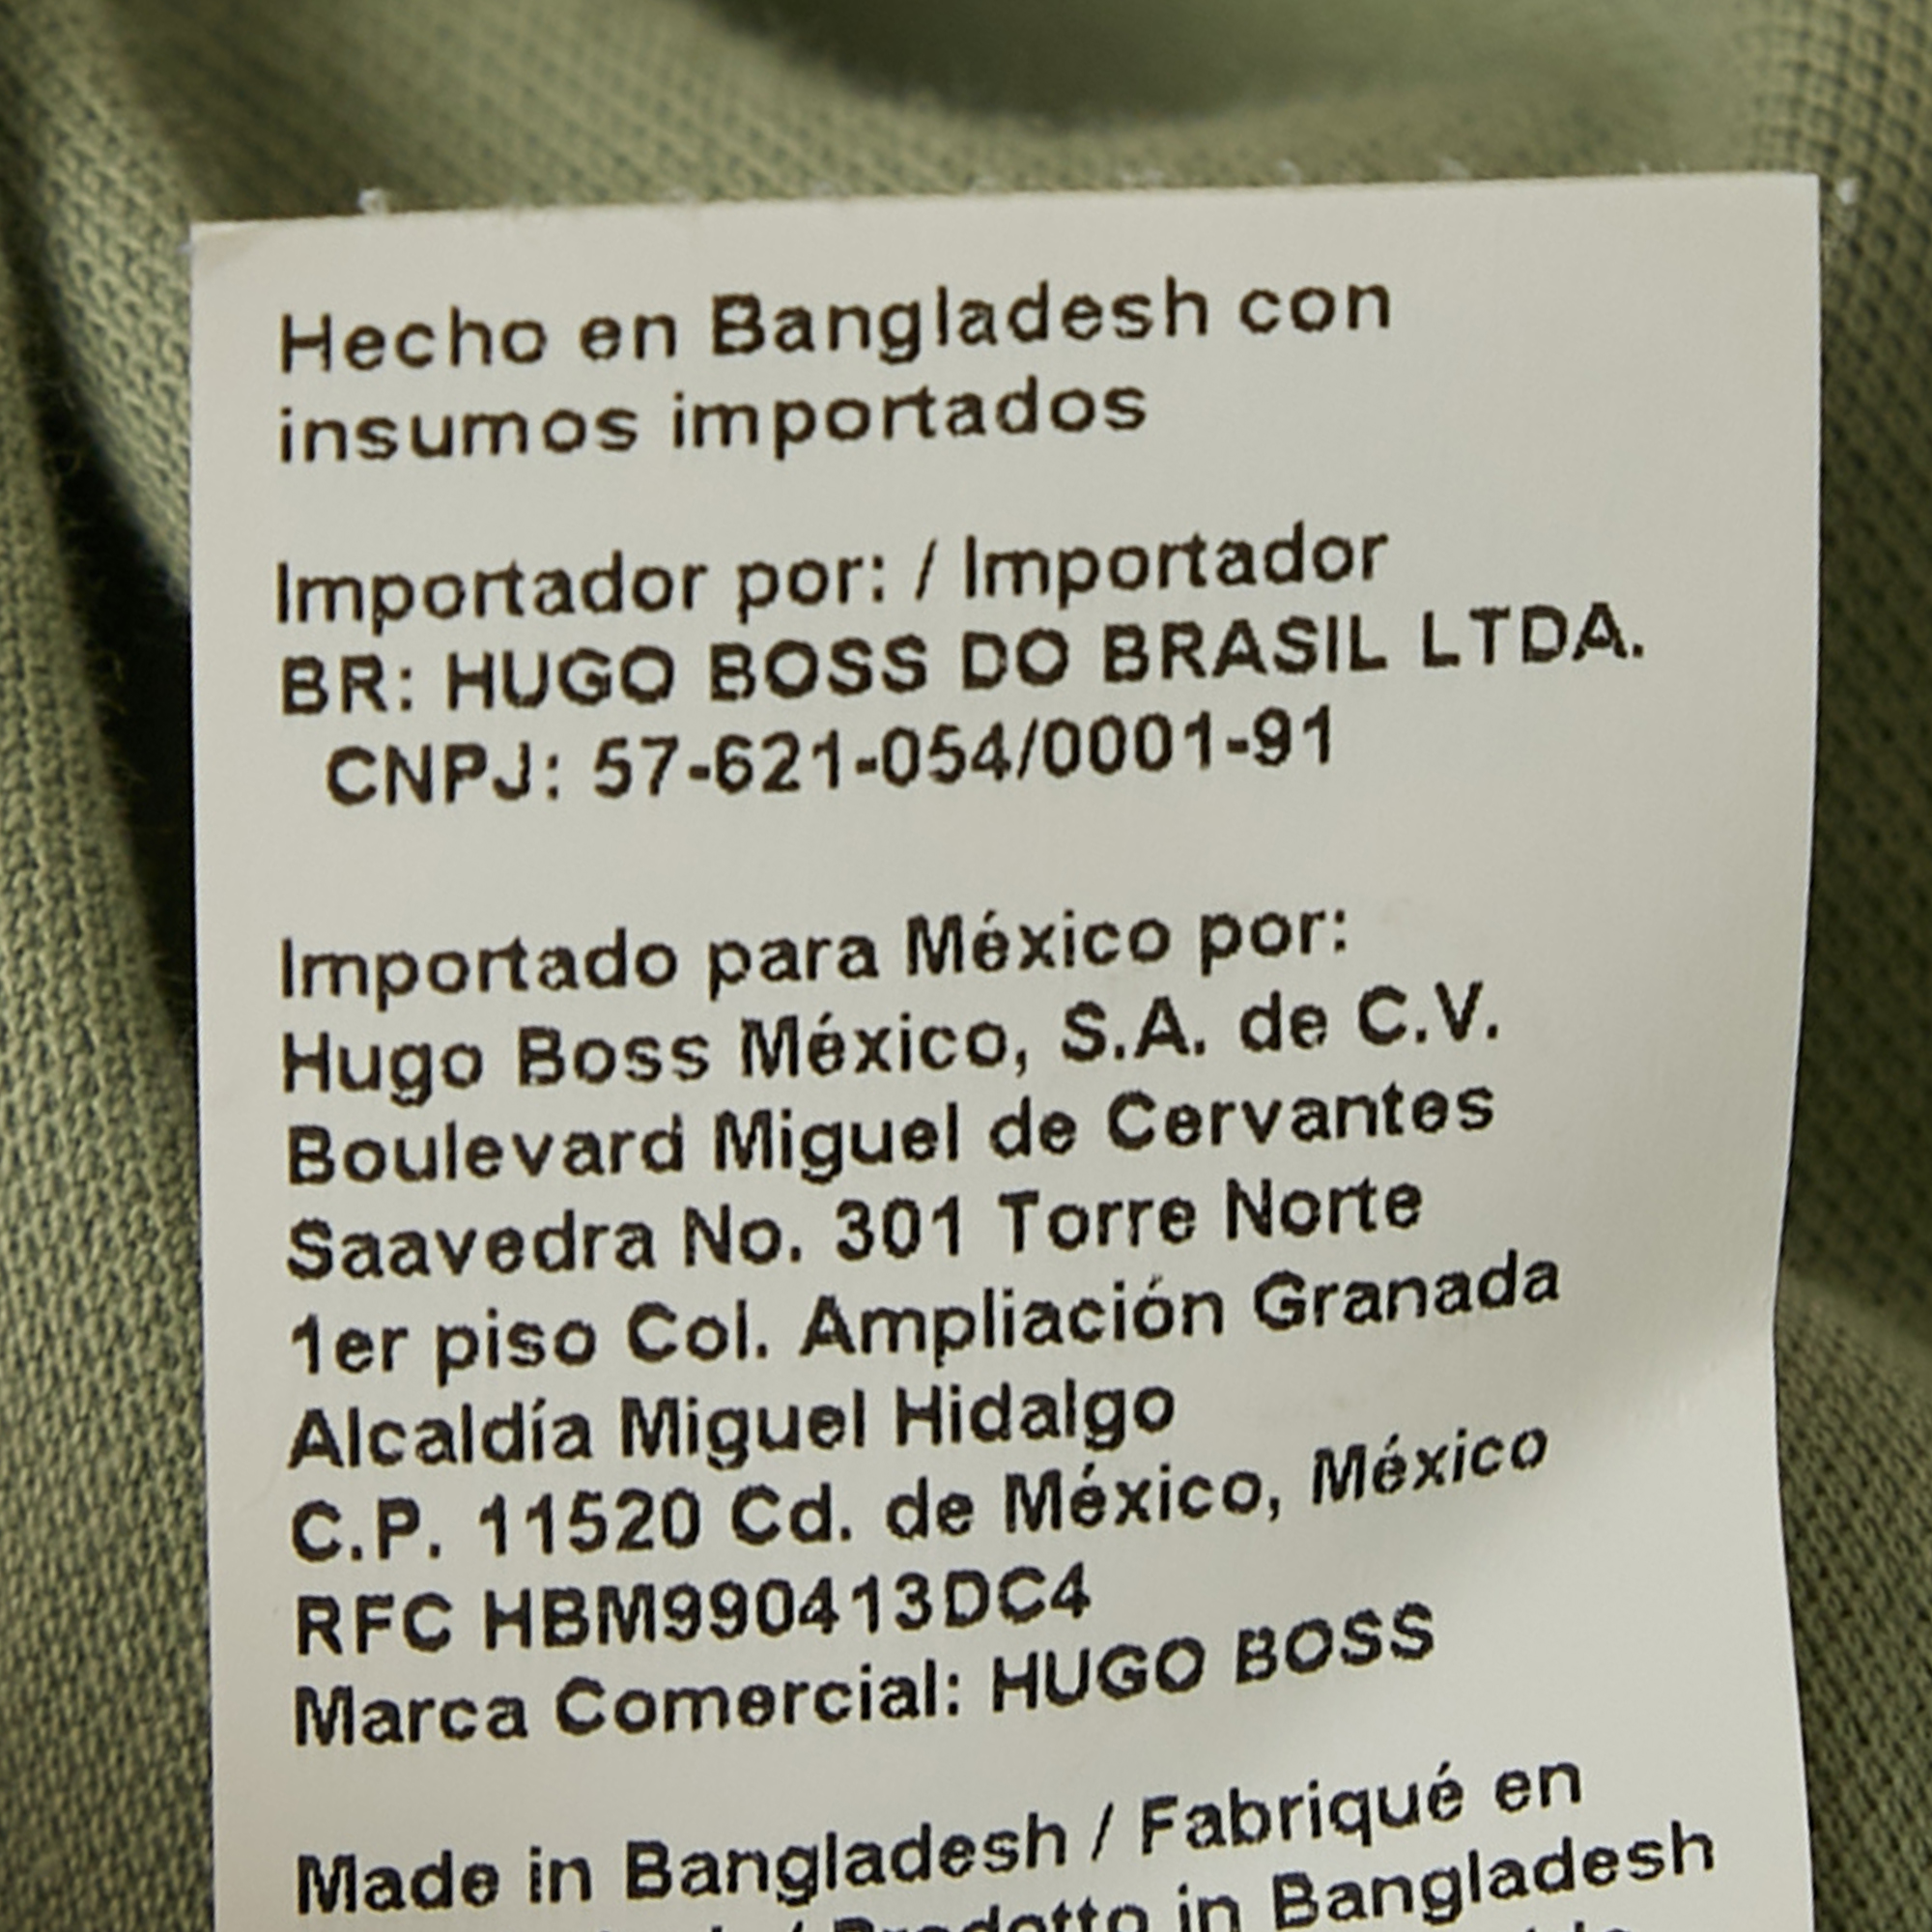 Hecho en Bangladesh con
insumos importados
Importador por: / Importador
BR: HUGO BOSS DO BRASIL LTDA.
CNPJ: 57-621-054/0001-91
Importado para México por:
Hugo Boss México, S.A. de C.V.
Boulevard Miguel de Cervantes
Saavedra No. 301 Torre Norte
1er piso Col. Ampliación Granada
Alcaldía Miguel Hidalgo
C.P. 11520 Cd. de México, México
RFC HBM990413DC4
Marca Comercial: HUGO BOSS
Made in Bangladesh / Fabriqué en
/ Prodotto in Bangladesh